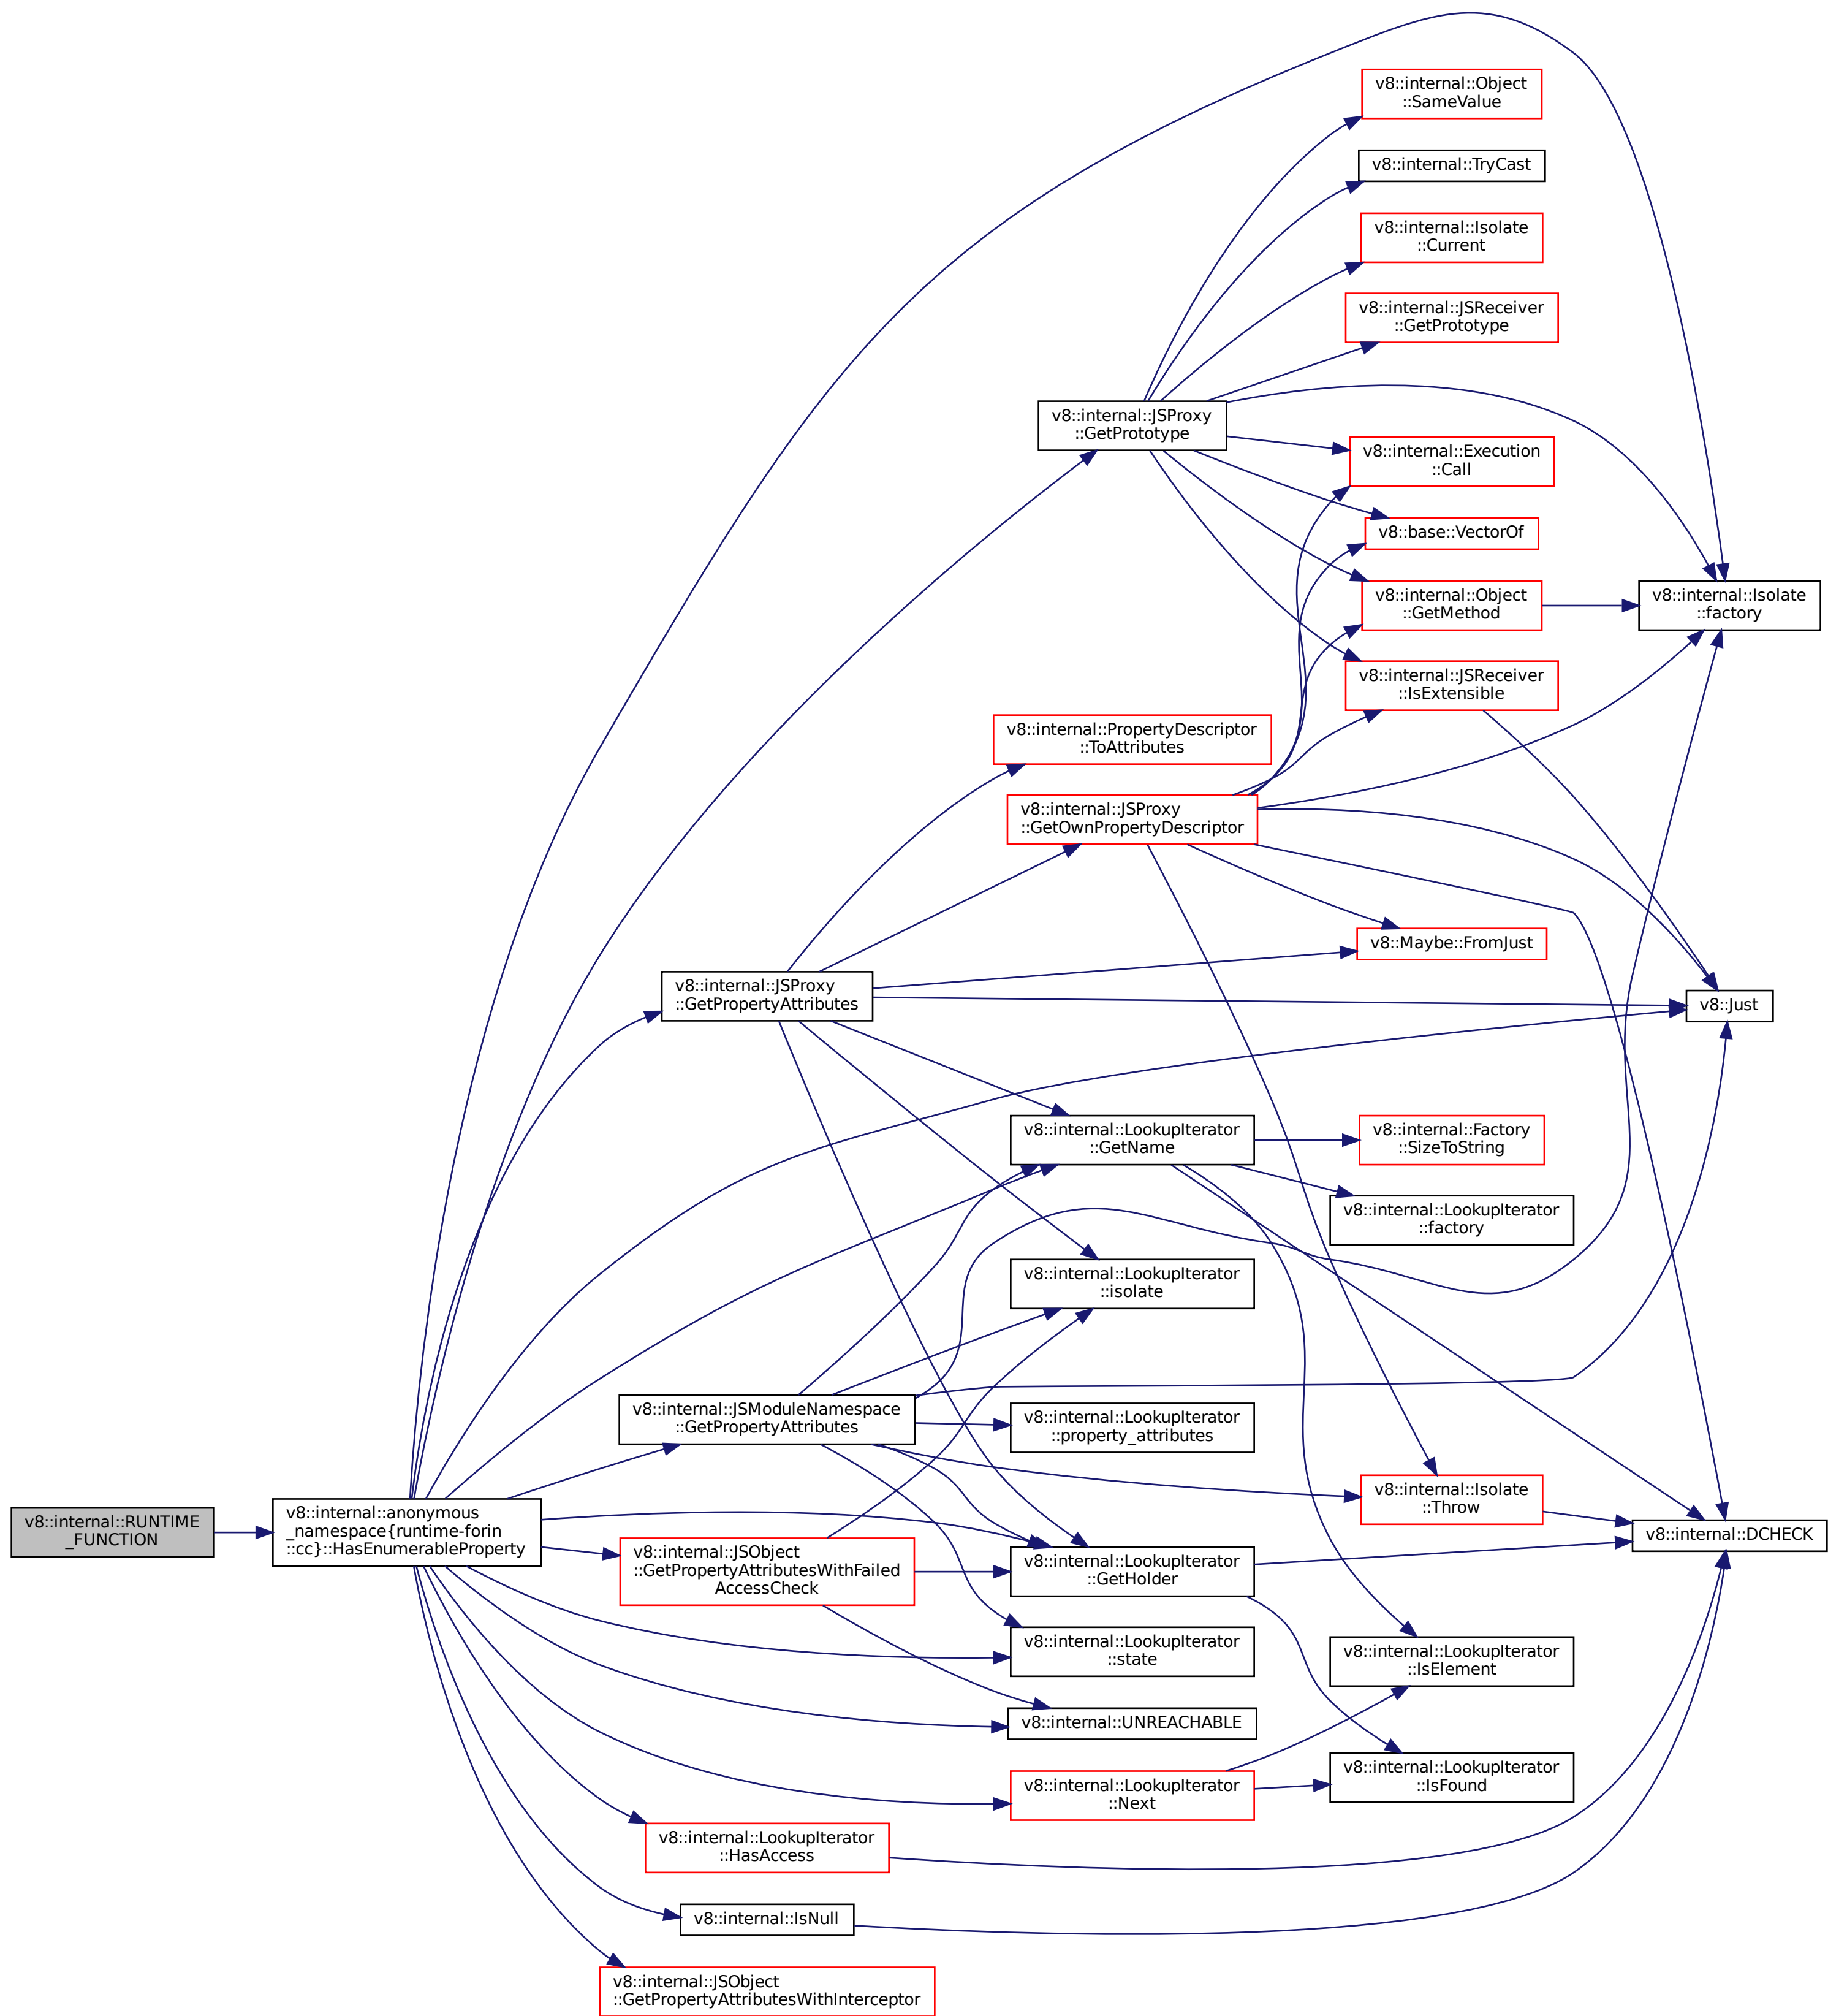 v8::internal::Object
::SameValue
v8::internal::TryCast
v8::internal::Isolate
::Current
v8::internal::JSReceiver
::GetPrototype
v8::internal::JSProxy
::GetPrototype
v8::internal::Execution
::Call
v8::base::VectorOf
v8::internal::Object
::GetMethod
v8::internal::Isolate
::factory
v8::internal::JSReceiver
::IsExtensible
v8::internal::PropertyDescriptor
::ToAttributes
v8::internal::JSProxy
::GetOwnPropertyDescriptor
v8::Maybe::FromJust
v8::internal::JSProxy
::GetPropertyAttributes
v8::Just
v8::internal::LookupIterator
::GetName
v8::internal::Factory
::SizeToString
v8::internal::LookupIterator
::factory
v8::internal::LookupIterator
::isolate
v8::internal::JSModuleNamespace
::GetPropertyAttributes
v8::internal::LookupIterator
::property_attributes
v8::internal::Isolate
::Throw
v8::internal::RUNTIME
_FUNCTION
v8::internal::anonymous
_namespace{runtime-forin
::cc}::HasEnumerableProperty
v8::internal::DCHECK
v8::internal::JSObject
::GetPropertyAttributesWithFailed
AccessCheck
v8::internal::LookupIterator
::GetHolder
v8::internal::LookupIterator
::state
v8::internal::LookupIterator
::IsElement
v8::internal::UNREACHABLE
v8::internal::LookupIterator
::IsFound
v8::internal::LookupIterator
::Next
v8::internal::LookupIterator
::HasAccess
v8::internal::IsNull
v8::internal::JSObject
::GetPropertyAttributesWithInterceptor